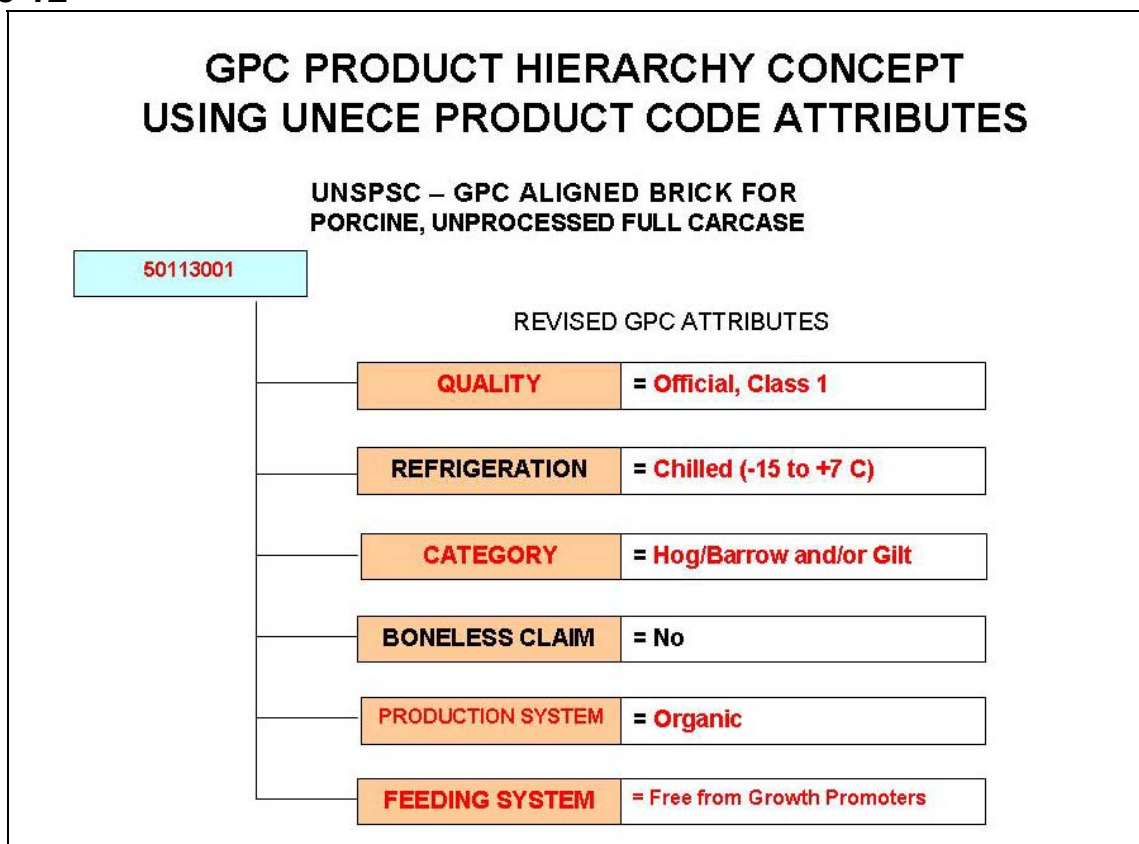 GPC PRODUCT HIERARCHY CONCEPT
USING UNECE PRODUCT CODE ATTRIBUTES
UNSPSC – GPC ALIGNED BRICK FOR
PORCINE, UNPROCESSED FULL CARCASE
50113001
REVISED GPC ATTRIBUTES
QUALITY = Official, Class 1
REFRIGERATION = Chilled (-15 to +7 C)
CATEGORY = Hog/Barrow and/or Gilt
BONELESS CLAIM = No
PRODUCTION SYSTEM = Organic
FEEDING SYSTEM = Free from Growth Promoters